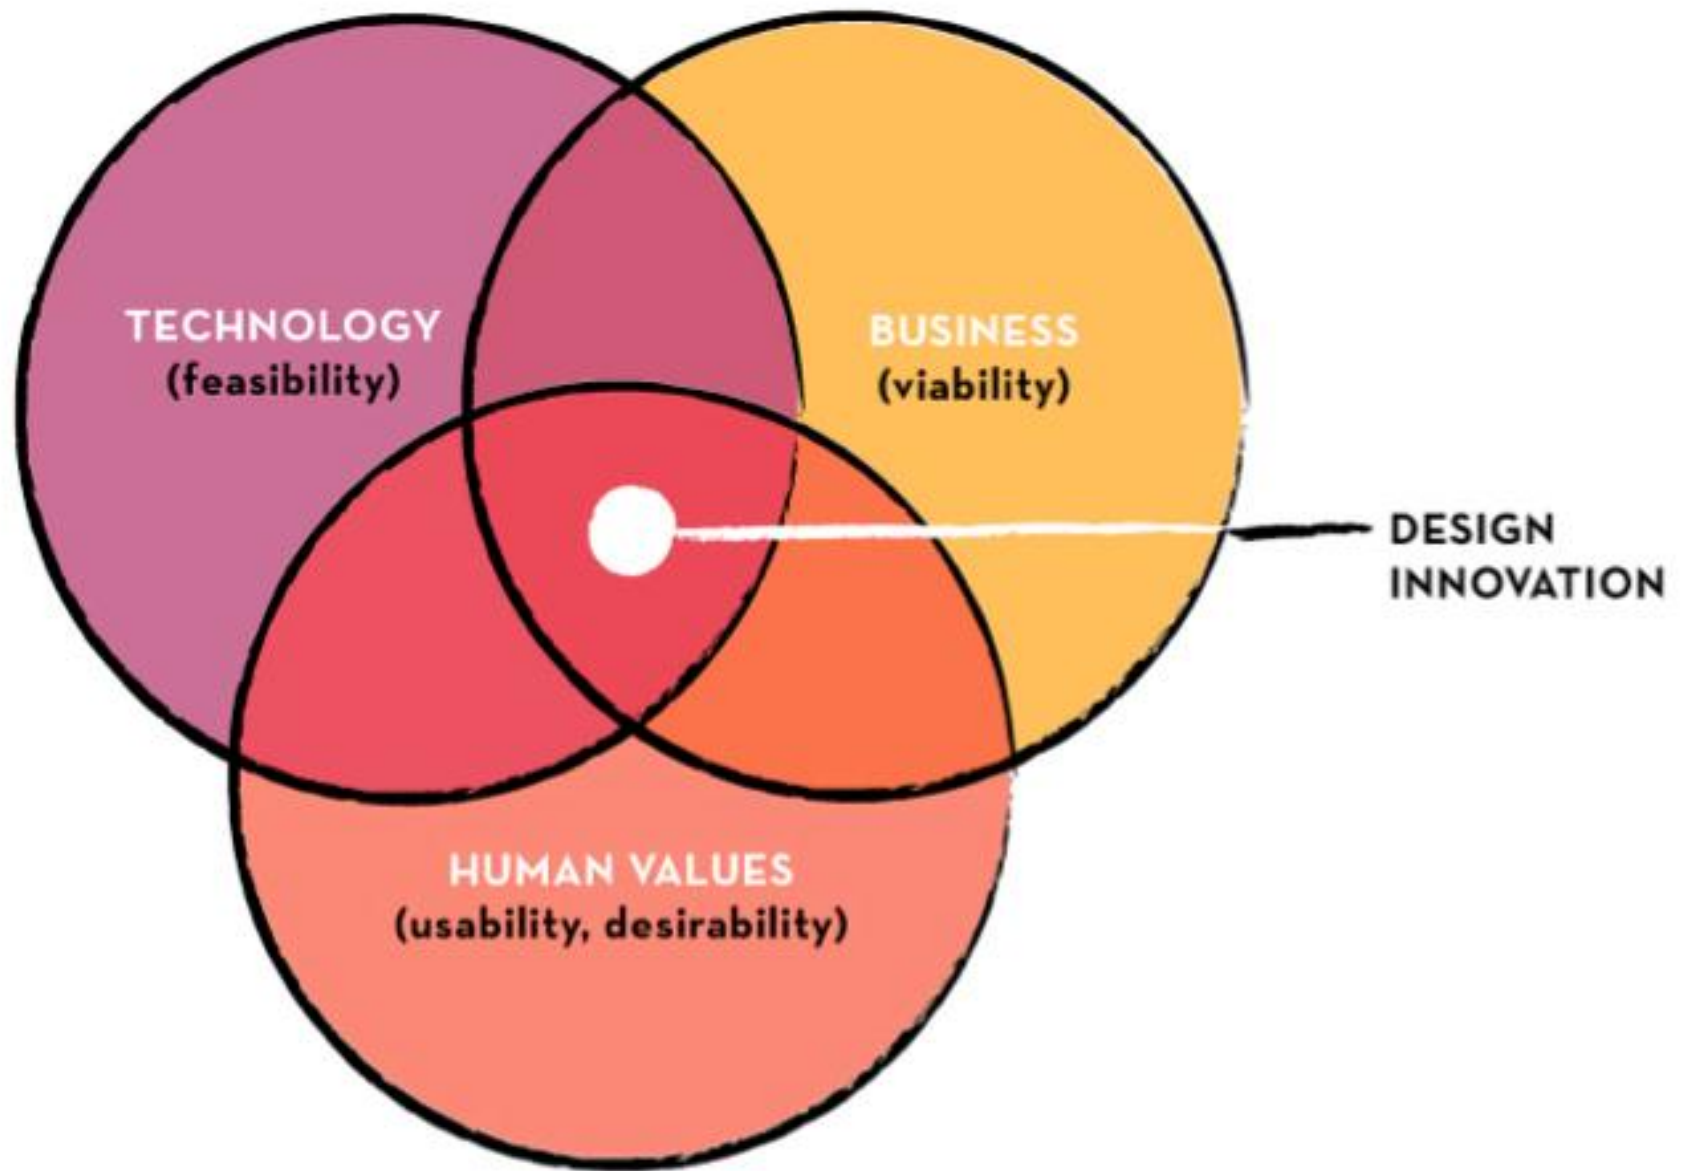 TECHNOLOGY
(feasibility)
BUSINESS
(viability)
DESIGN
INNOVATION
HUMAN VALUES
(usability, desirability)